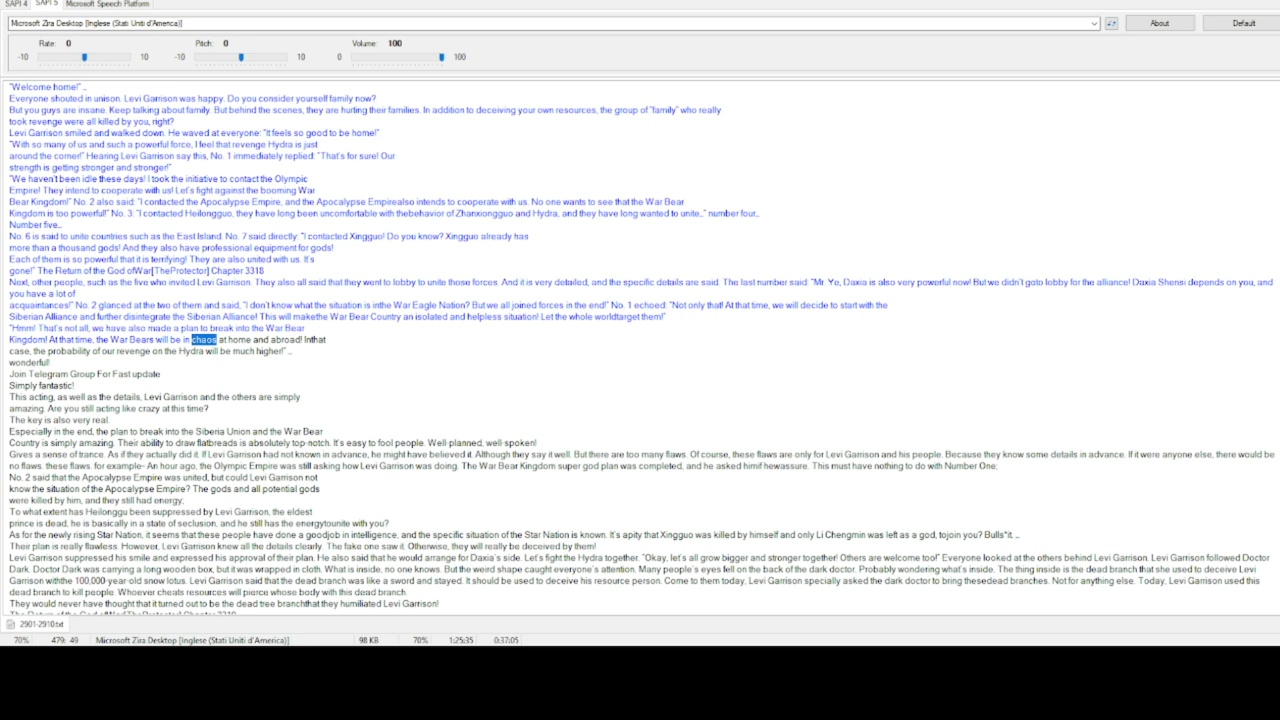 SAPI 4 SAPI 5 Microsoft Speech Platform
Microsoft Zira Desktop [Inglese (Stati Uniti d'America)]
About
Default
Rate: 0 Pitch: 0 Volume: 100
-10 10 -10 10 0 100
"Welcome home!" ..
Everyone shouted in unison. Levi Garrison was happy. Do you consider yourself family now?
But you guys are insane. Keep talking about family. But behind the scenes, they are hurting their families. In addition to deceiving your own resources, the group of "family" who really
took revenge were all killed by you, right?
Levi Garrison smiled and walked down. He waved at everyone: "It feels so good to be home!"
"With so many of us and such a powerful force, I feel that revenge Hydra is just
around the corner!" Hearing Levi Garrison say this, No. 1 immediately replied: "That's for sure! Our
strength is getting stronger and stronger!"
"We haven't been idle these days! I took the initiative to contact the Olympic
Empire! They intend to cooperate with us! Let's fight against the booming War
Bear Kingdom!" No. 2 also said: "I contacted the Apocalypse Empire, and the Apocalypse Empirealso intends to cooperate with us. No one wants to see that the War Bear
Kingdom is too powerful!" No. 3: "I contacted Heilongguo, they have long been uncomfortable with thebehavior of Zhanxiongguo and Hydra, and they have long wanted to unite.." number four..
Number five..
No. 6 is said to unite countries such as the East Island. No. 7 said directly: "I contacted Xingguo! Do you know? Xingguo already has
more than a thousand gods! And they also have professional equipment for gods!
Each of them is so powerful that it is terrifying! They are also united with us. It's
gone!" The Return of the God ofWar[TheProtector] Chapter 3318
Next, other people, such as the five who invited Levi Garrison. They also all said that they went to lobby to unite those forces. And it is very detailed, and the specific details are said. The last number said: "Mr. Ye, Daxia is also very powerful now! But we didn't goto lobby for the alliance! Daxia Shensi depends on you, and
you have a lot of
acquaintances!" No. 2 glanced at the two of them and said, "I don't know what the situation is inthe War Eagle Nation? But we all joined forces in the end!" No. 1 echoed: "Not only that! At that time, we will decide to start with the
Siberian Alliance and further disintegrate the Siberian Alliance! This will makethe War Bear Country an isolated and helpless situation! Let the whole worldtarget them!"
"Hmm! That's not all, we have also made a plan to break into the War Bear
Kingdom! At that time, the War Bears will be in chaos at home and abroad! Inthat
case, the probability of our revenge on the Hydra will be much higher!" ..
wonderful!
Join Telegram Group For Fast update
Simply fantastic!
This acting, as well as the details, Levi Garrison and the others are simply
amazing. Are you still acting like crazy at this time?
The key is also very real.
Especially in the end, the plan to break into the Siberia Union and the War Bear
Country is simply amazing. Their ability to draw flatbreads is absolutely top-notch. It's easy to fool people. Well-planned, well-spoken!
Gives a sense of trance. As if they actually did it. If Levi Garrison had not known in advance, he might have believed it. Although they say it well. But there are too many flaws. Of course, these flaws are only for Levi Garrison and his people. Because they know some details in advance. If it were anyone else, there would be
no flaws. these flaws. for example~ An hour ago, the Olympic Empire was still asking how Levi Garrison was doing. The War Bear Kingdom super god plan was completed, and he asked himif hewassure. This must have nothing to do with Number One;
No. 2 said that the Apocalypse Empire was united, but could Levi Garrison not
know the situation of the Apocalypse Empire? The gods and all potential gods
were killed by him, and they still had energy;
To what extent has Heilonggu been suppressed by Levi Garrison, the eldest
prince is dead, he is basically in a state of seclusion, and he still has the energytounite with you?
As for the newly rising Star Nation, it seems that these people have done a goodjob in intelligence, and the specific situation of the Star Nation is known. It's apity that Xingguo was killed by himself and only Li Chengmin was left as a god, tojoin you? Bulls*it. ..
Their plan is really flawless. However, Levi Garrison knew all the details clearly. The fake one saw it. Otherwise, they will really be deceived by them!
Levi Garrison suppressed his smile and expressed his approval of their plan. He also said that he would arrange for Daxia's side. Let's fight the Hydra together. "Okay, let's all grow bigger and stronger together! Others are welcome too!" Everyone looked at the others behind Levi Garrison. Levi Garrison followed Doctor
Dark. Doctor Dark was carrying a long wooden box, but it was wrapped in cloth. What is inside, no one knows. But the weird shape caught everyone's attention. Many people's eyes fell on the back of the dark doctor. Probably wondering what's inside. The thing inside is the dead branch that she used to deceive Levi
Garrison withthe 100,000-year-old snow lotus. Levi Garrison said that the dead branch was like a sword and stayed. It should be used to deceive his resource person. Come to them today, Levi Garrison specially asked the dark doctor to bring thesedead branches. Not for anything else. Today, Levi Garrison used this
dead branch to kill people. Whoever cheats resources will pierce whose body with this dead branch.
They would never have thought that it turned out to be the dead tree branchthat they humiliated Levi Garrison!
2901-2910.txt
70% 479: 49 Microsoft Zira Desktop [Inglese (Stati Uniti d'America)] 98 KB 70% 1:25:35 0:37:05